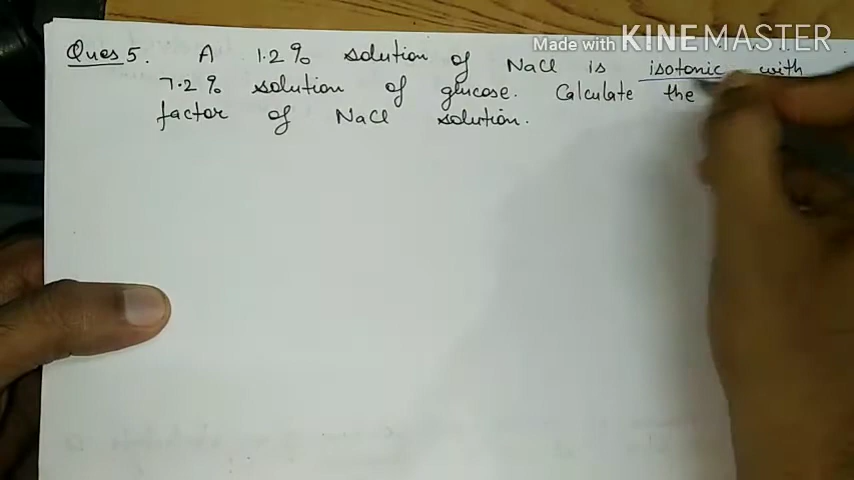 Made with KINEMASTER
Ques 5. A 1.2% solution of NaCl is isotonic with
7.2% solution of glucose. Calculate the
factor of NaCl solution.